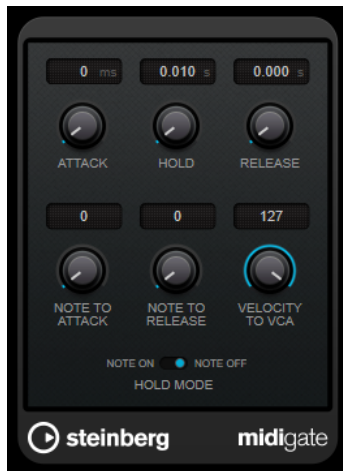 0 ms 0.010 s 0.000 s
ATTACK HOLD RELEASE
0 0 127
NOTE TO ATTACK NOTE TO RELEASE VELOCITY TO VCA
NOTE ON NOTE OFF
HOLD MODE
steinberg midigate